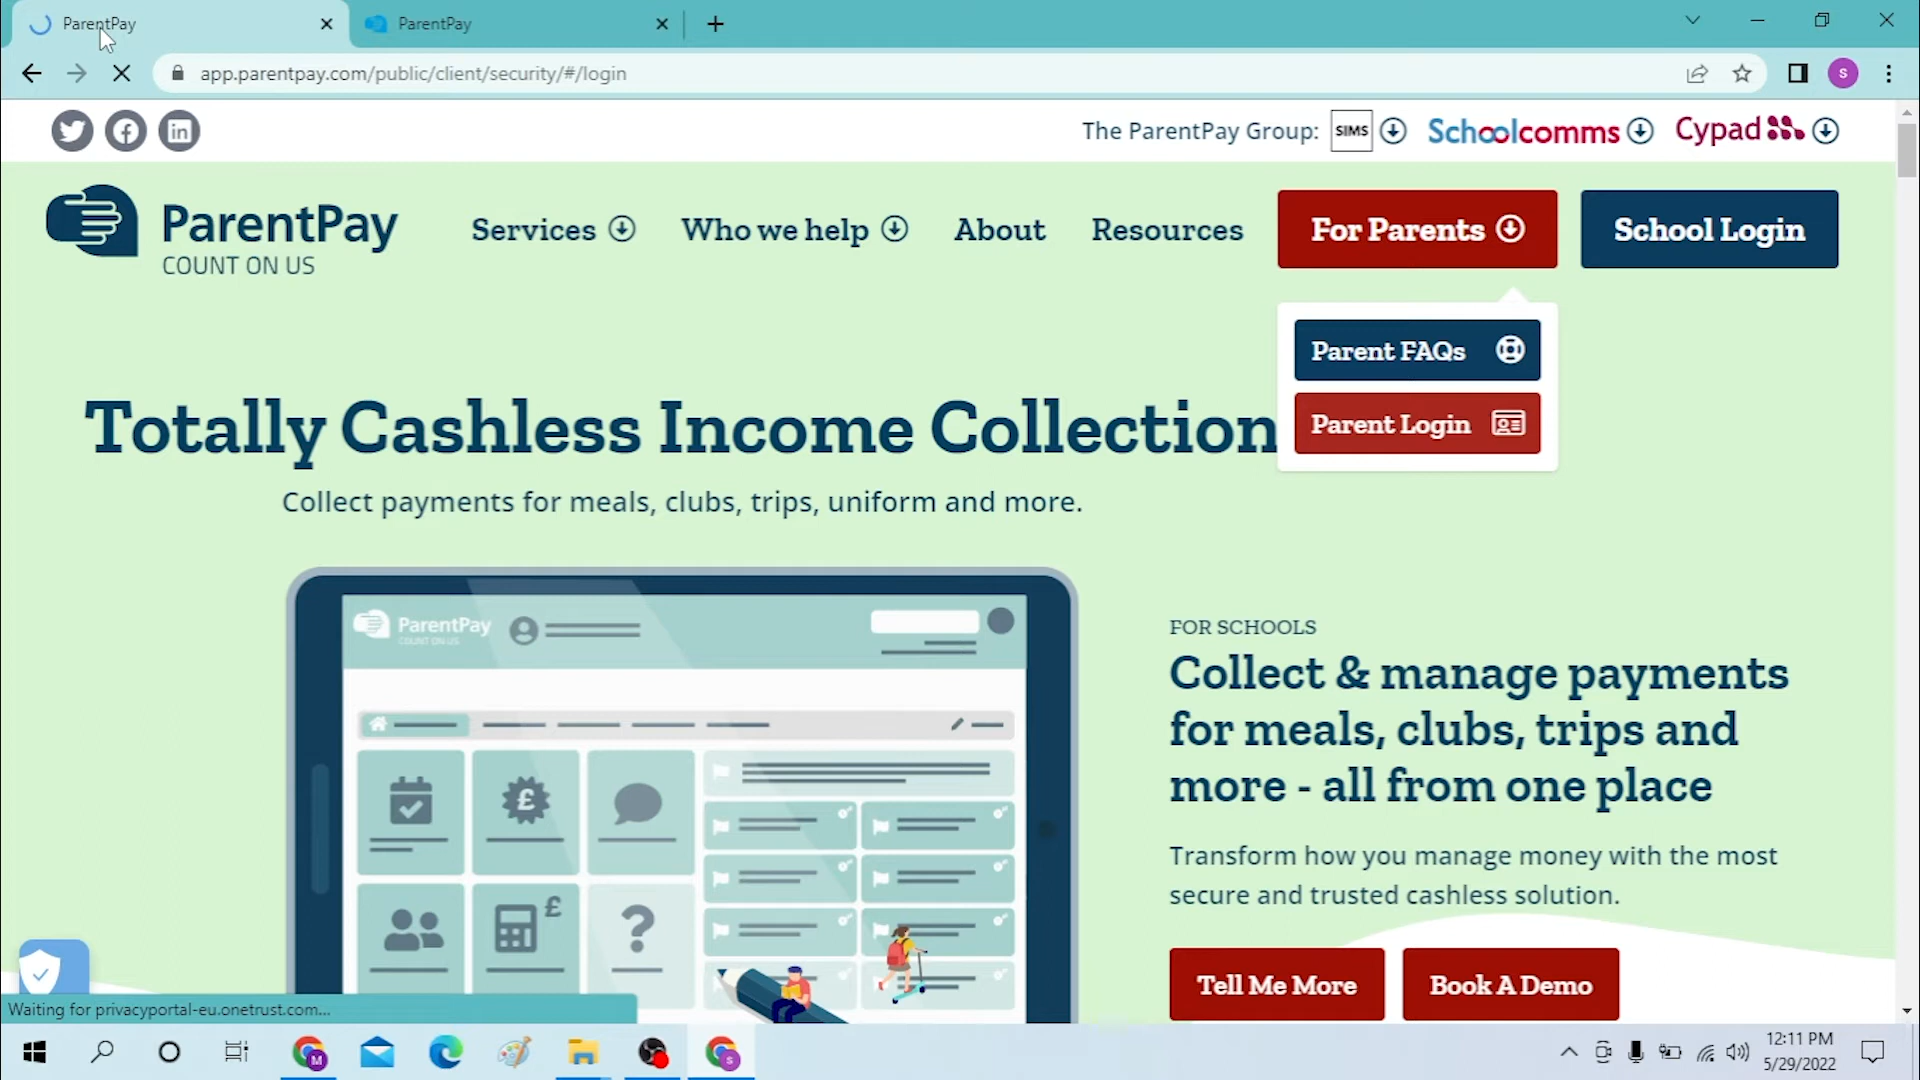 ParentPay
ParentPay
app.parentpay.com/public/client/security/#/login
S
The ParentPay Group: SIMS Schoolcomms Cypad
ParentPay
COUNT ON US
Services Who we help About Resources For Parents School Login
Parent FAQs
Parent Login
Totally Cashless Income Collection
Collect payments for meals, clubs, trips, uniform and more.
ParentPay
COUNT ON US
£
£
?
FOR SCHOOLS
Collect & manage payments
for meals, clubs, trips and
more - all from one place
Transform how you manage money with the most
secure and trusted cashless solution.
Tell Me More Book A Demo
Waiting for privacyportal-eu.onetrust.com...
M
S
12:11 PM
5/29/2022